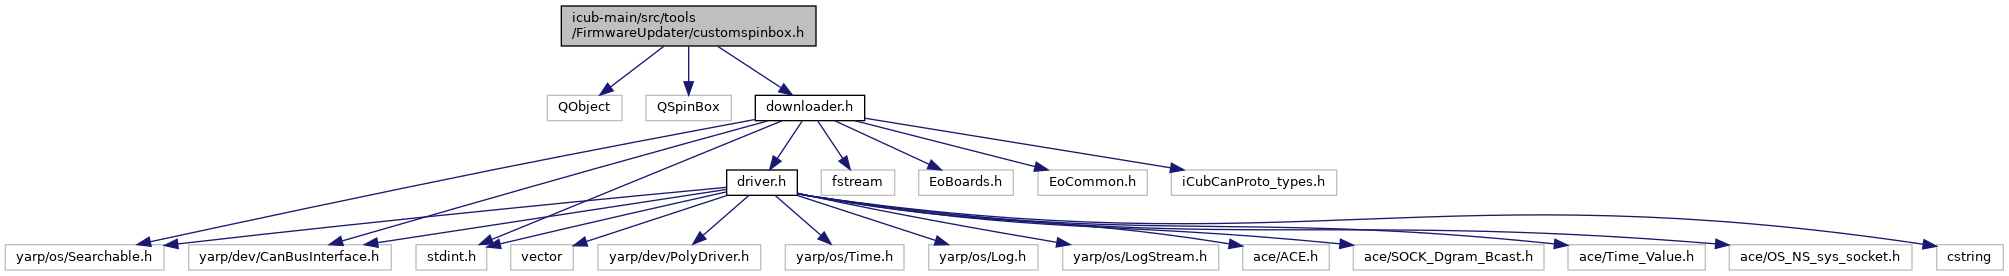 icub-main/src/tools
/FirmwareUpdater/customspinbox.h
QObject
QSpinBox
downloader.h
driver.h
fstream
EoBoards.h
EoCommon.h
iCubCanProto_types.h
yarp/os/Searchable.h
yarp/dev/CanBusInterface.h
stdint.h
vector
yarp/dev/PolyDriver.h
yarp/os/Time.h
yarp/os/Log.h
yarp/os/LogStream.h
ace/ACE.h
ace/SOCK_Dgram_Bcast.h
ace/Time_Value.h
ace/OS_NS_sys_socket.h
cstring